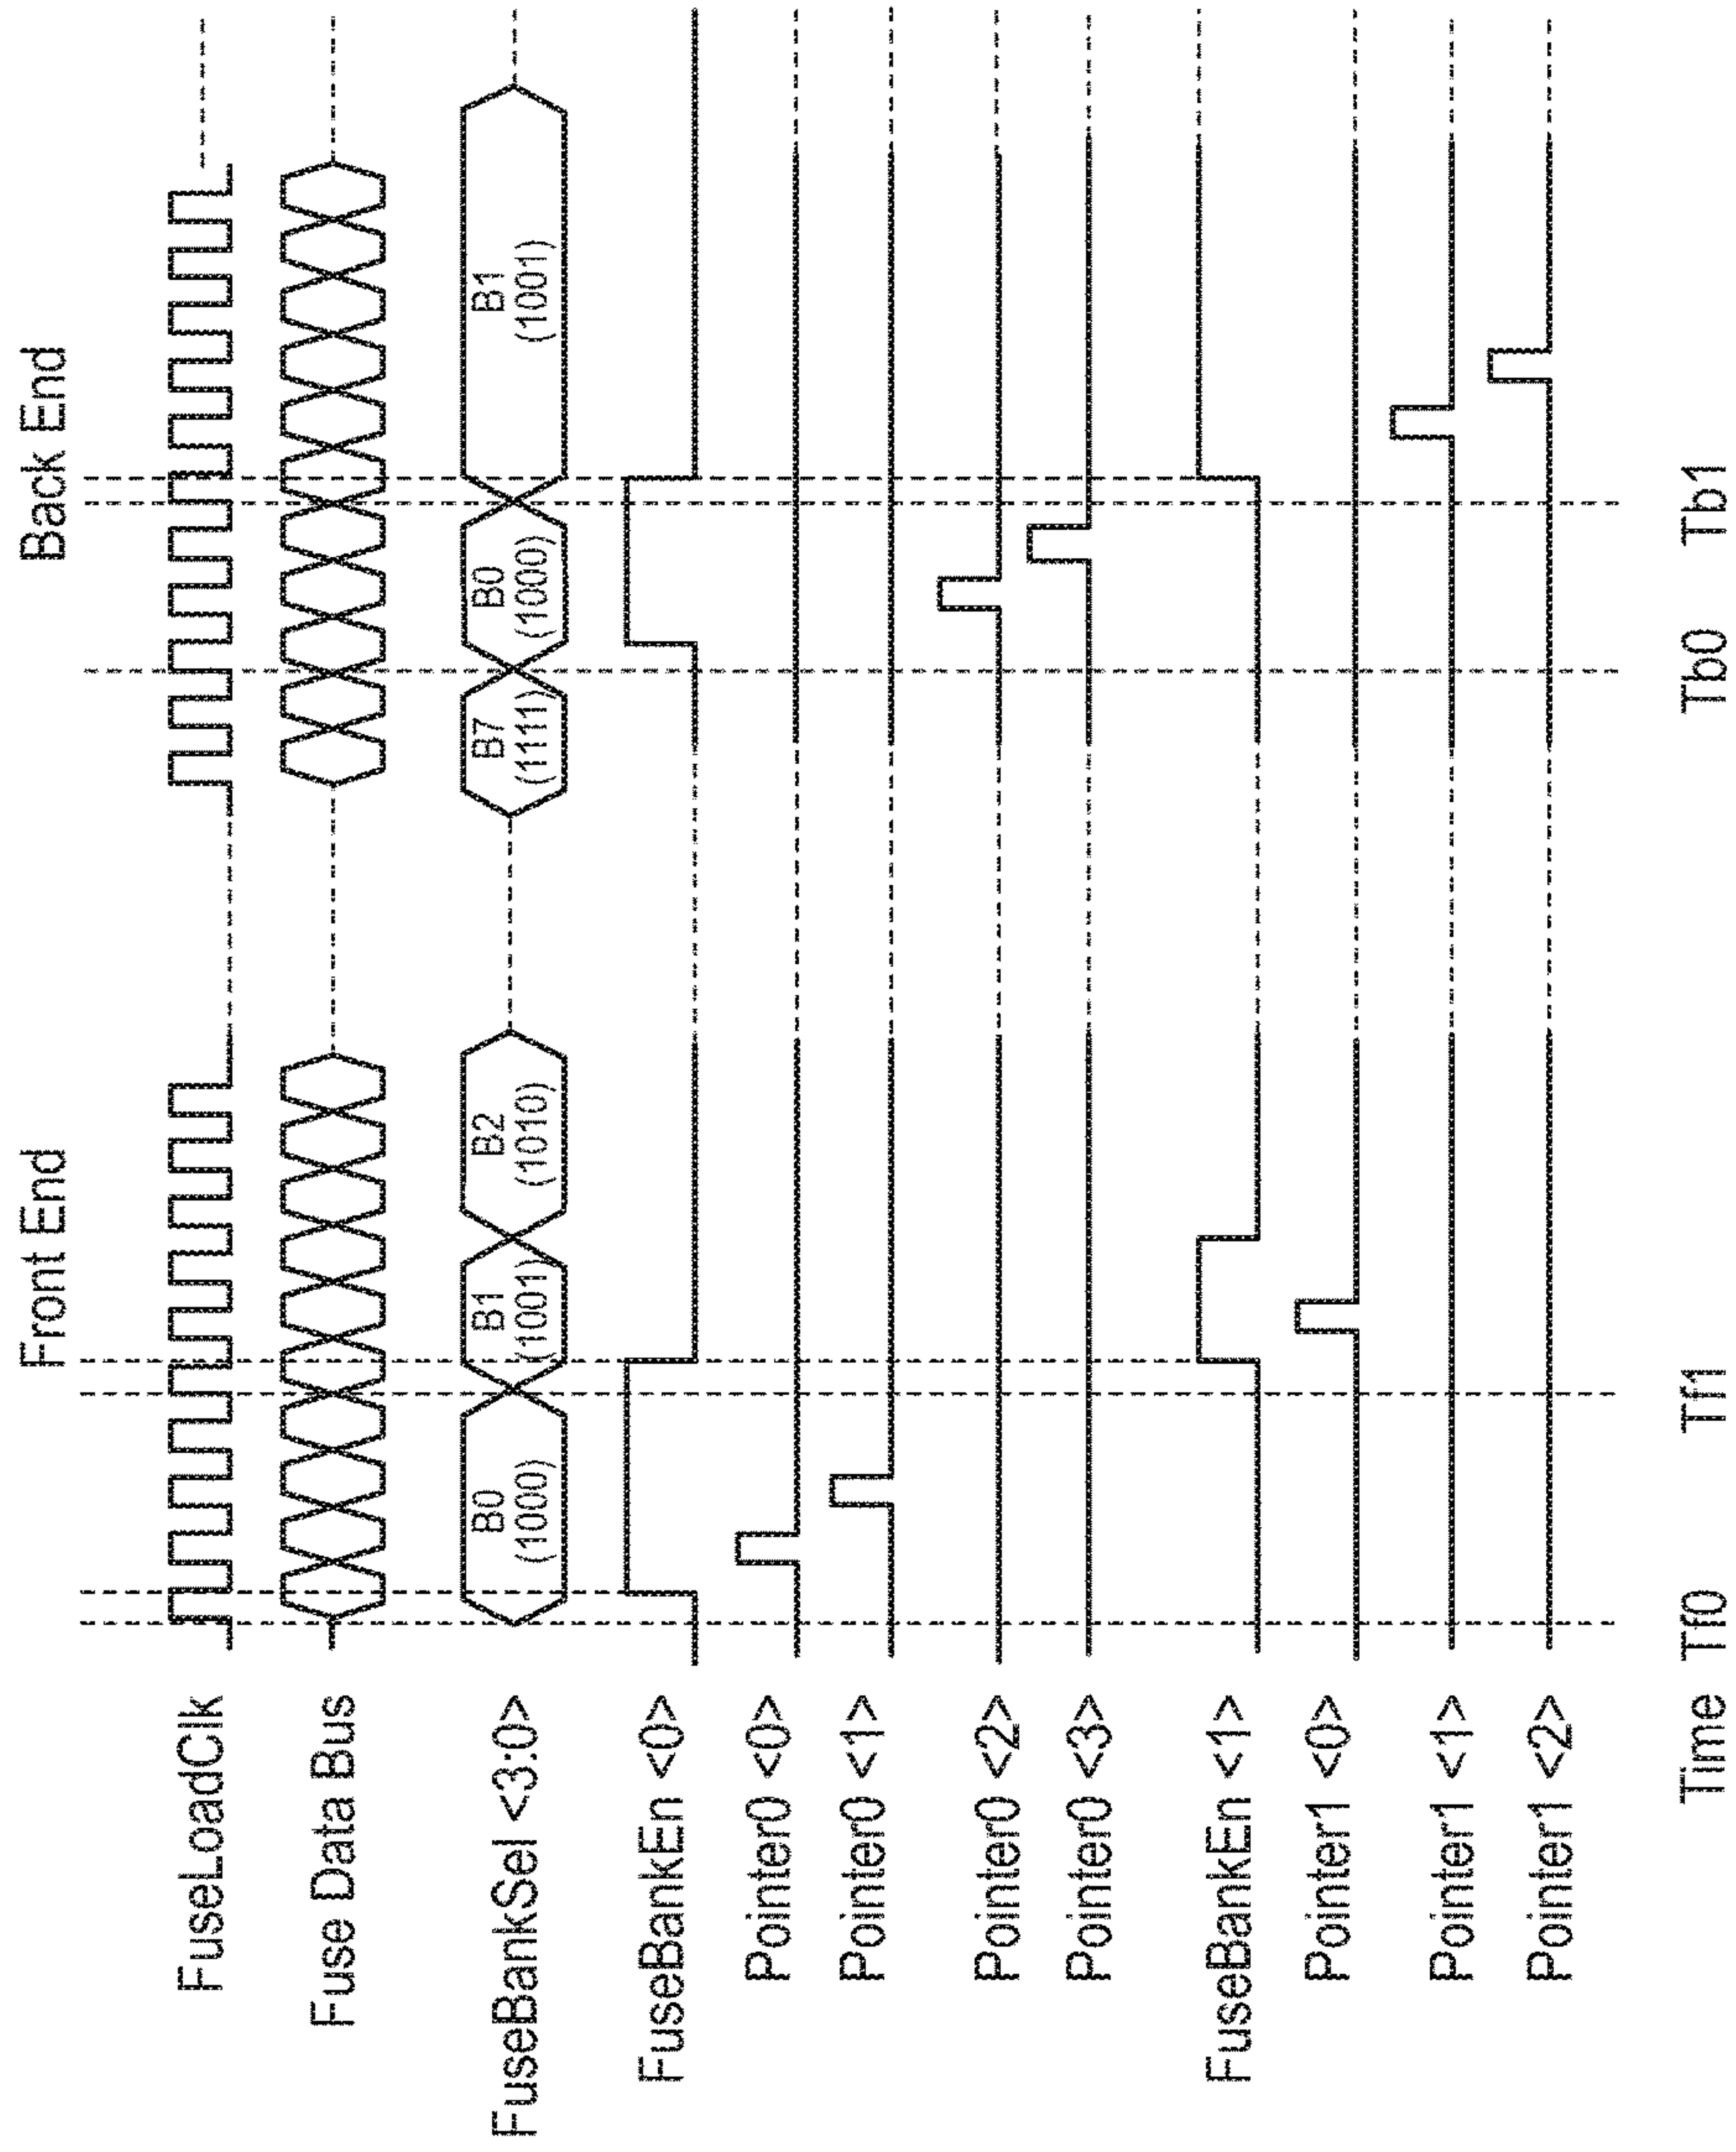 Front End
Back End
FuseLoadClk
Fuse Data Bus
FuseBankSel <3:0>
B0
(1000)
B1
(1001)
B2
(1010)
B7
(1111)
B0
(1000)
B1
(1001)
FuseBankEn <0>
Pointer0 <0>
Pointer0 <1>
Pointer0 <2>
Pointer0 <3>
FuseBankEn <1>
Pointer1 <0>
Pointer1 <1>
Pointer1 <2>
Time Tf0 Tf1 Tb0 Tb1